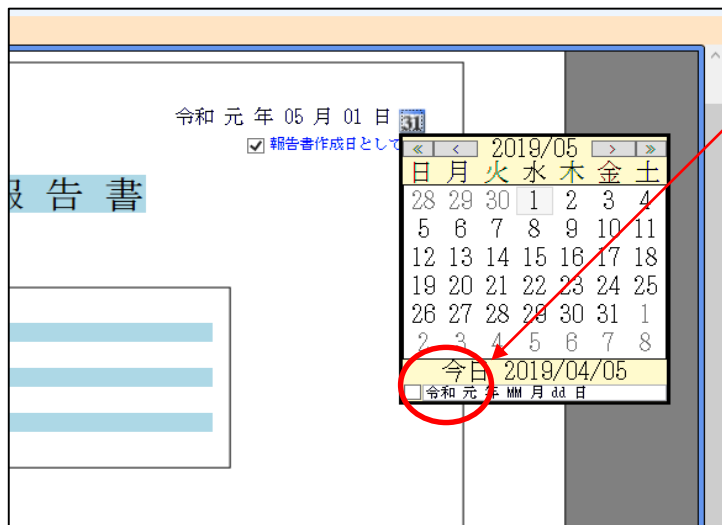 令和 元 年 05 月 01 日 31
報告書作成日として
報 告 書
« < 2019/05 > »
日 月 火 水 木 金 土
28 29 30 1 2 3 4
5 6 7 8 9 10 11
12 13 14 15 16 17 18
19 20 21 22 23 24 25
26 27 28 29 30 31 1
2 3 4 5 6 7 8
今日 2019/04/05
令和 元 年 MM 月 dd 日